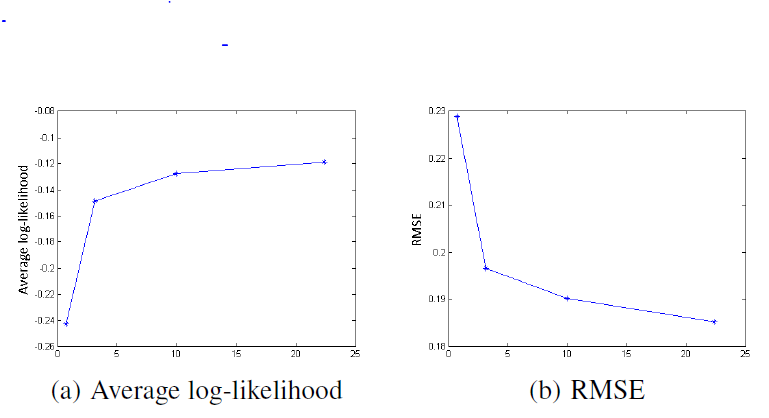 -0.08
-0.1
-0.12
-0.14
-0.16
-0.18
-0.2
-0.22
-0.24
-0.26
0 5 10 15 20 25
Average log-likelihood
(a) Average log-likelihood
0.23
0.22
0.21
0.2
0.19
0.18
0 5 10 15 20 25
RMSE
(b) RMSE